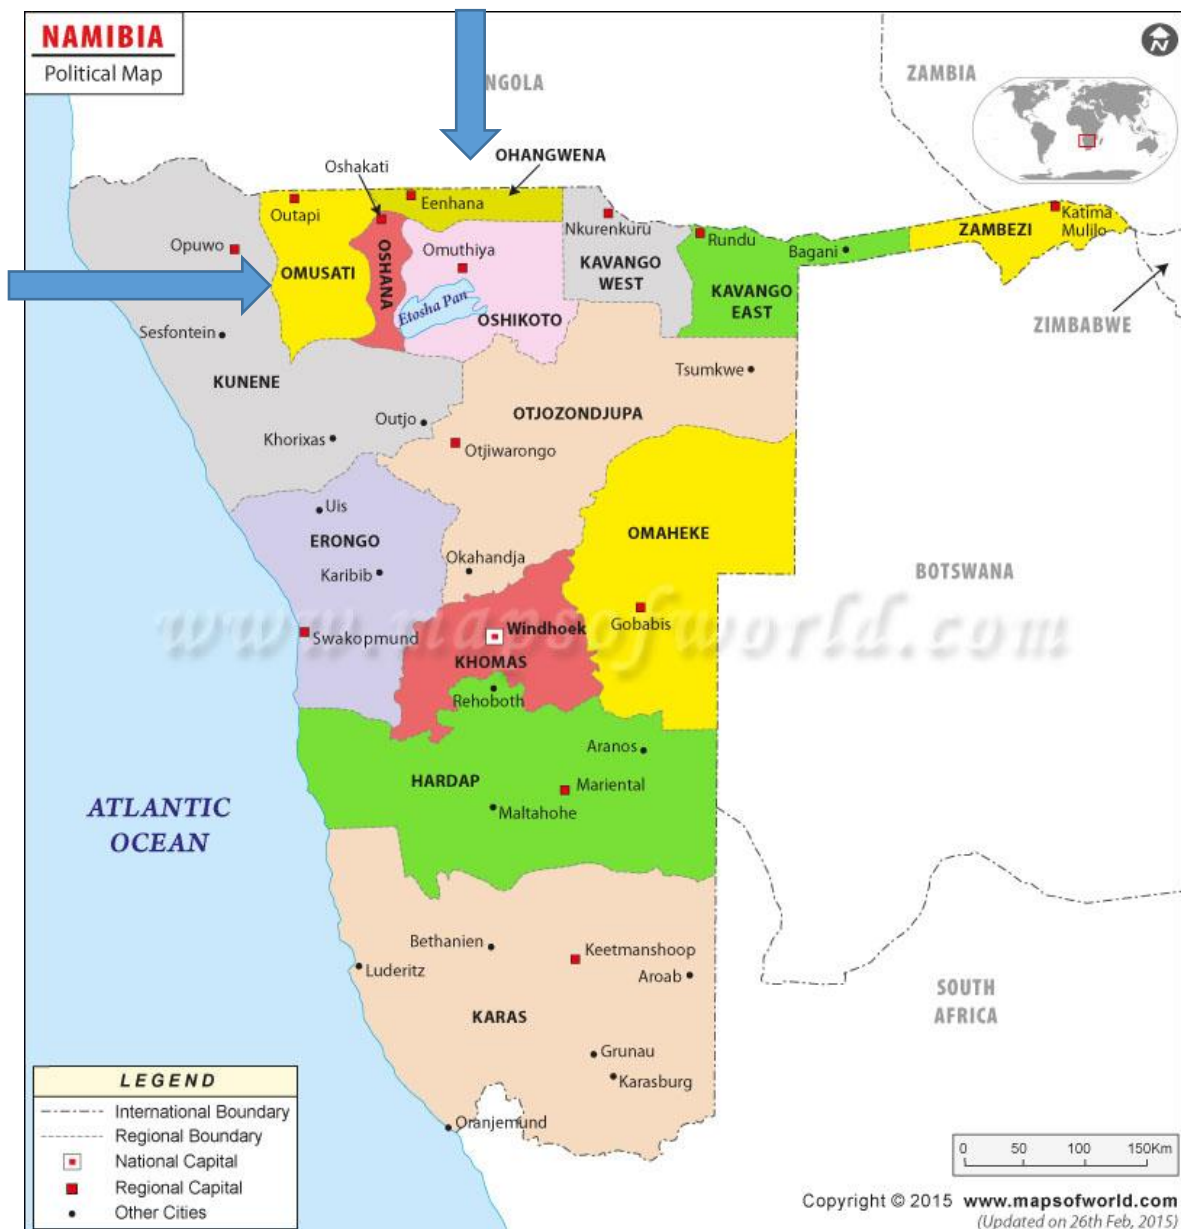 NAMIBIA
Political Map
NGOLA
ZAMBIA
OHANGWENA
Oshakati
Outapi
Eenhana
Nkurenkuru
Rundu
Bagani
ZAMBEZI
Katima
Mulilo
Opuwo
OMUSATI
OSHANA
Omuthiya
Etosha Pan
OSHIKOTO
KAVANGO
WEST
KAVANGO
EAST
ZIMBABWE
Sesfontein
KUNENE
Tsumkwe
Outjo
OTJOZONDJUPA
Khorixas
Otjiwarongo
Uis
ERONGO
OMAHEKE
Okahandja
Karibib
BOTSWANA
www.mapsofworld.com
Gobabis
Swakopmund
Windhoek
KHOMAS
Rehoboth
Aranos
HARDAP
Mariental
Maltahohe
ATLANTIC
OCEAN
Bethanien
Keetmanshoop
Luderitz
Aroab
SOUTH
AFRICA
KARAS
Grunau
Karasburg
Oranjemund
LEGEND
International Boundary
Regional Boundary
National Capital
Regional Capital
Other Cities
0 50 100 150Km
Copyright © 2015 www.mapsofworld.com
(Updated on 26th Feb, 2015)
N